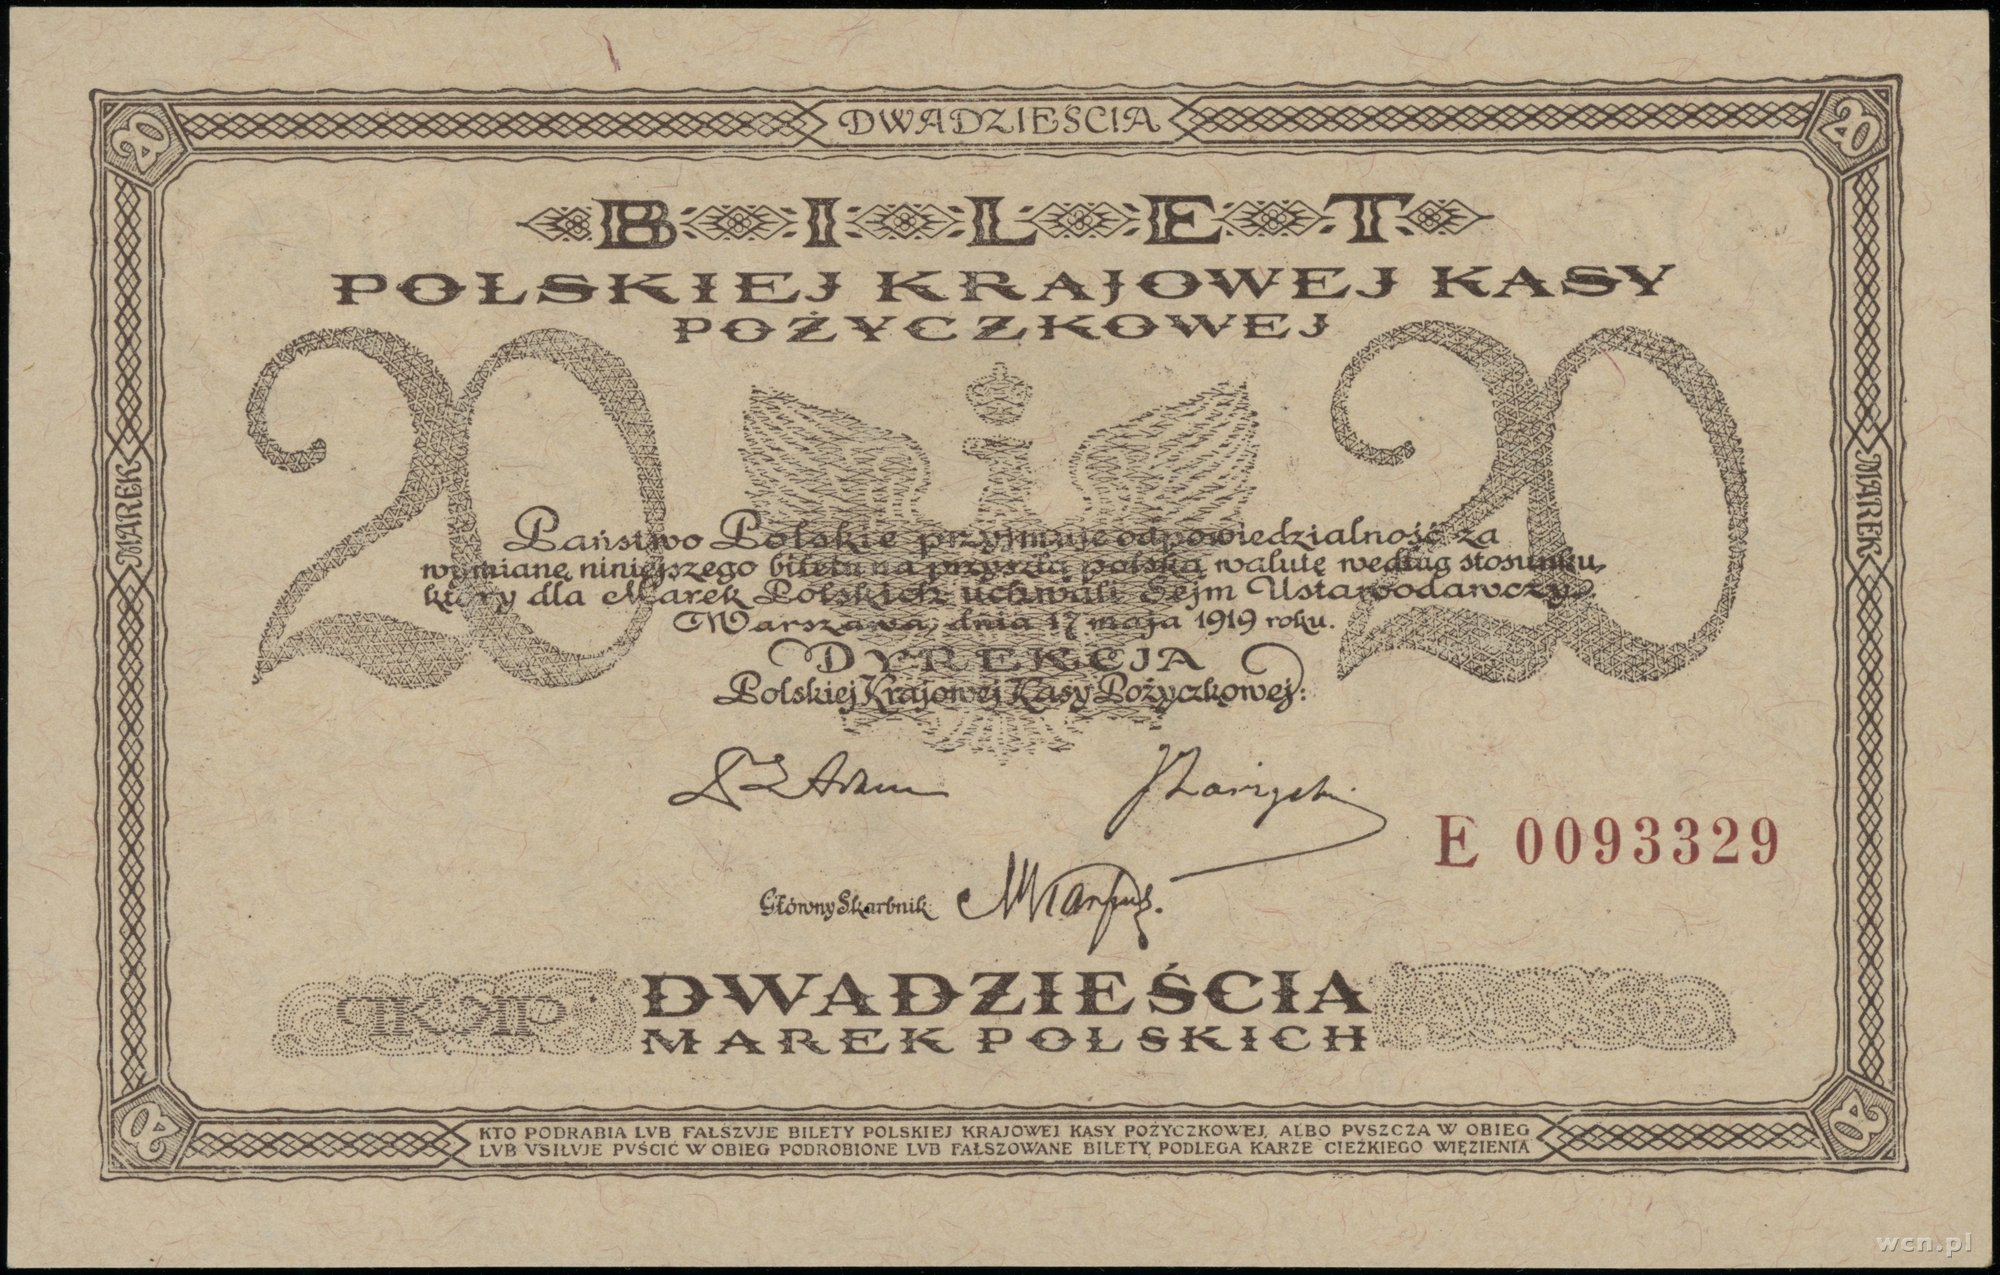 DWADZIEŚCIA
20
20
BILET
POLSKIEJ KRAJOWEJ KASY
POŻYCZKOWEJ
20
20
MAREK
MAREK
Państwo Polskie przyjmuje odpowiedzialność za
wymianę niniejszego biletu na przyszłą polską walutę według stosunku,
który dla Marek Polskich uchwali Sejm Ustawodawczy.
Warszawa, dnia 17 maja 1919 roku.
DYREKCJA
Polskiej Krajowej Kasy Pożyczkowej:
E 0093329
Główny Skarbnik
PKKP
DWADZIEŚCIA
MAREK POLSKICH
20
20
KTO PODRABIA LVB FAŁSZVJE BILETY POLSKIEJ KRAJOWEJ KASY POŻYCZKOWEJ, ALBO PVSZCZA W OBIEG
LVB VSIŁVJE PVŚCIĆ W OBIEG PODROBIONE LVB FAŁSZOWANE BILETY, PODLEGA KARZE CIĘŻKIEGO WIĘZIENIA
wcn.pl